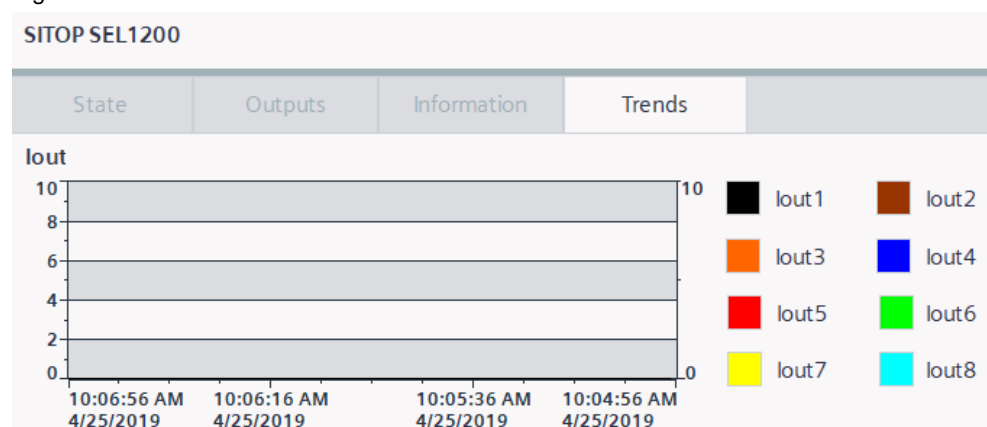 SITOP SEL1200
State Outputs Information Trends
Iout
10 10
8
6
4
2
0 0
10:06:56 AM 10:06:16 AM 10:05:36 AM 10:04:56 AM
4/25/2019 4/25/2019 4/25/2019 4/25/2019
Iout1 Iout2
Iout3 Iout4
Iout5 Iout6
Iout7 Iout8